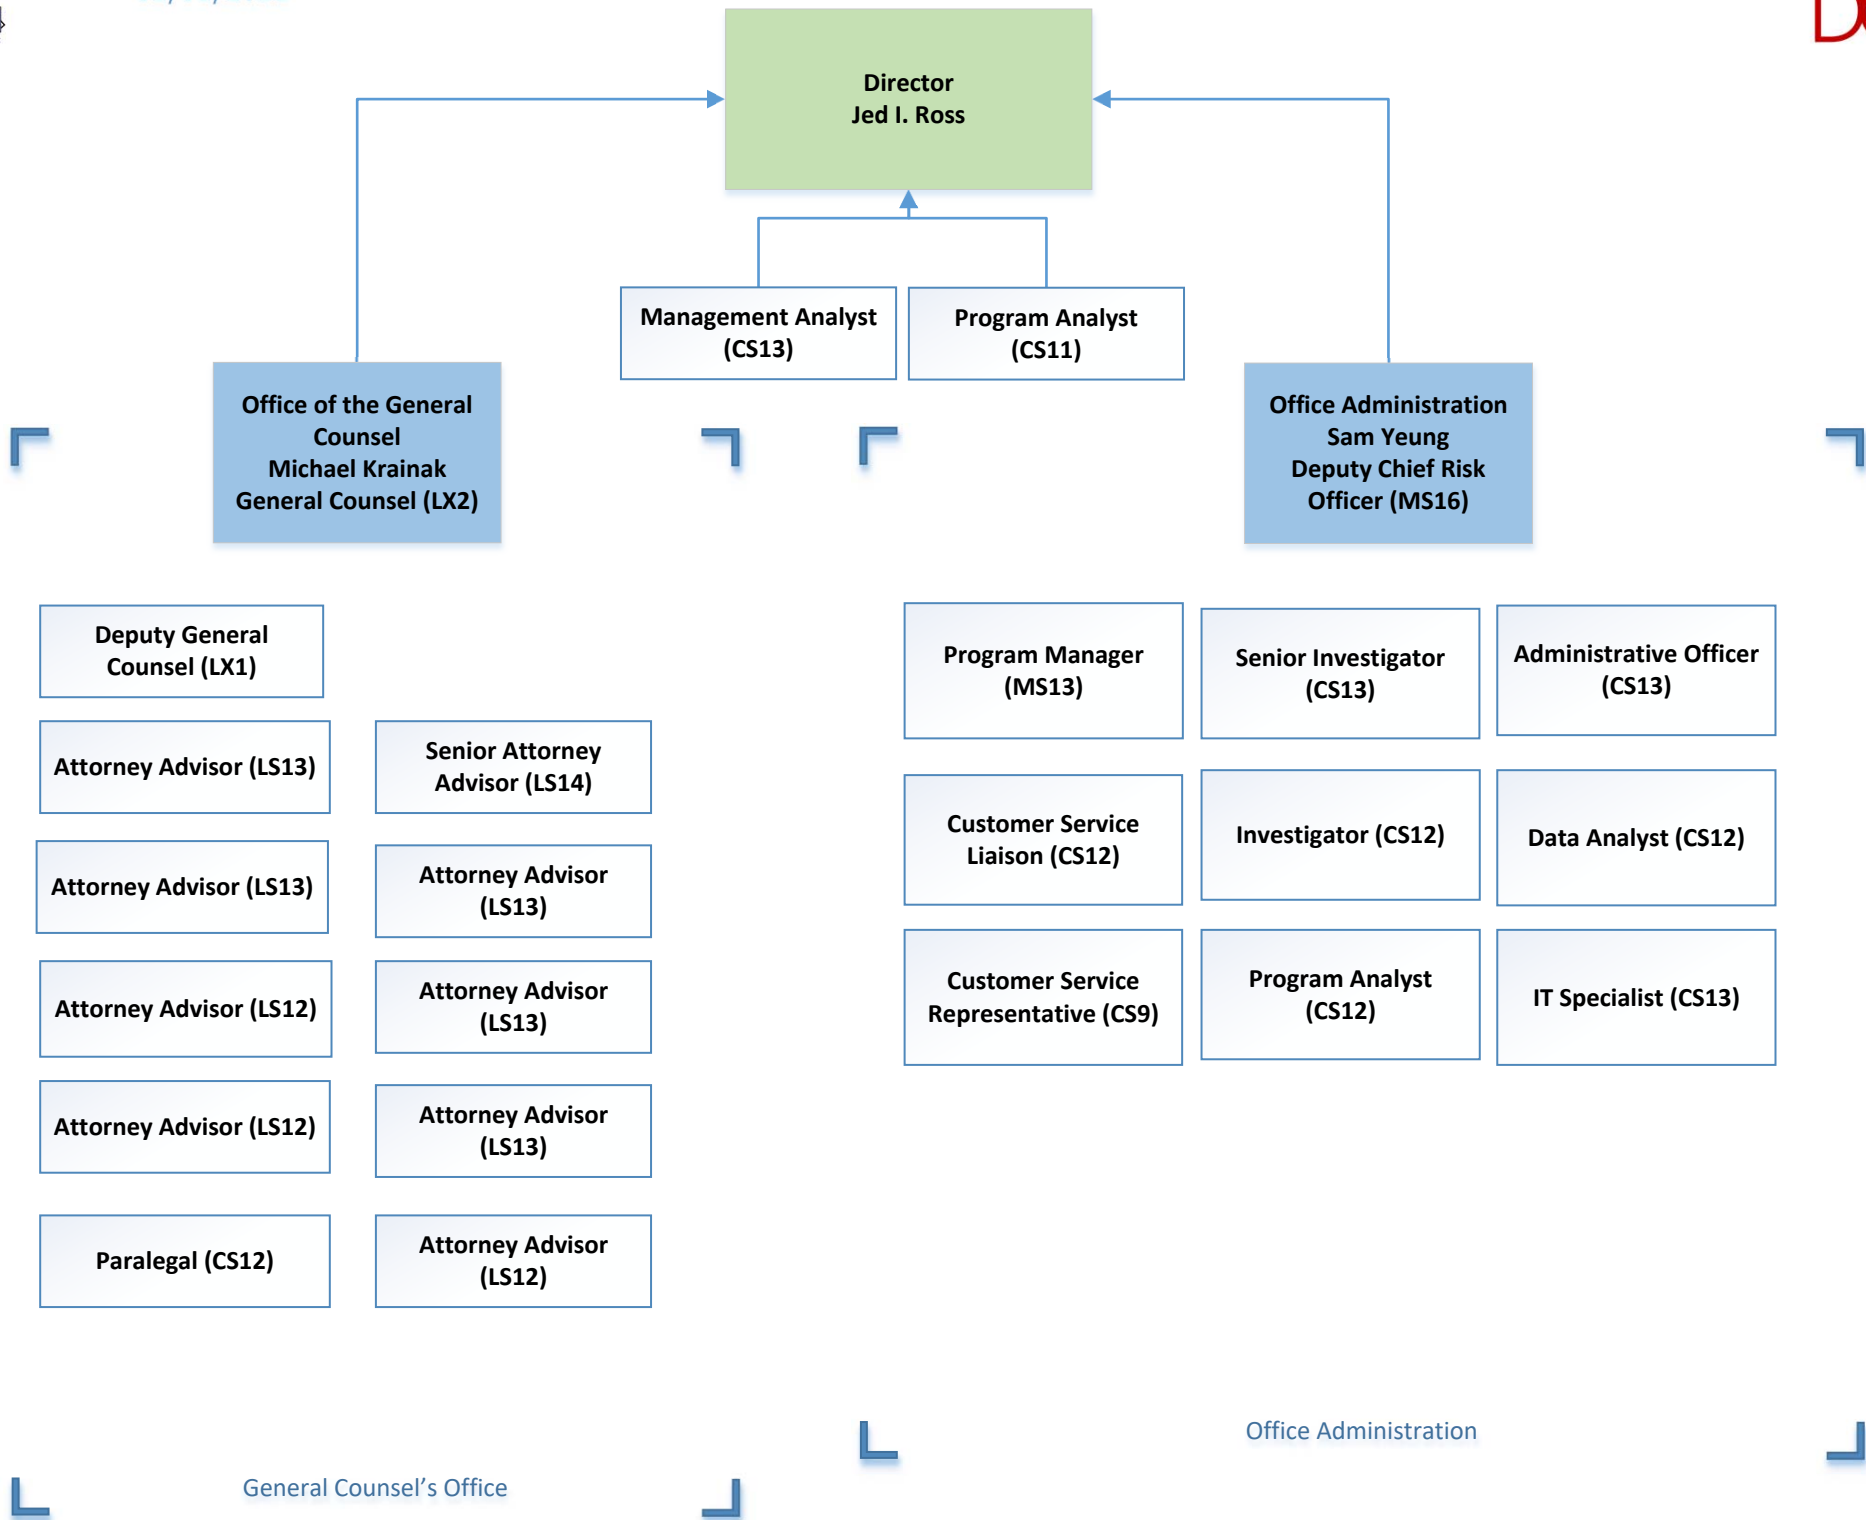 Director
Jed I. Ross
Management Analyst
(CS13)
Program Analyst
(CS11)
Office of the General
Counsel
Michael Krainak
General Counsel (LX2)
Office Administration
Sam Yeung
Deputy Chief Risk
Officer (MS16)
Deputy General
Counsel (LX1)
Attorney Advisor (LS13)
Senior Attorney
Advisor (LS14)
Attorney Advisor (LS13)
Attorney Advisor
(LS13)
Attorney Advisor (LS12)
Attorney Advisor
(LS13)
Attorney Advisor (LS12)
Attorney Advisor
(LS13)
Paralegal (CS12)
Attorney Advisor
(LS12)
General Counsel’s Office
Program Manager
(MS13)
Senior Investigator
(CS13)
Administrative Officer
(CS13)
Customer Service
Liaison (CS12)
Investigator (CS12)
Data Analyst (CS12)
Customer Service
Representative (CS9)
Program Analyst
(CS12)
IT Specialist (CS13)
Office Administration